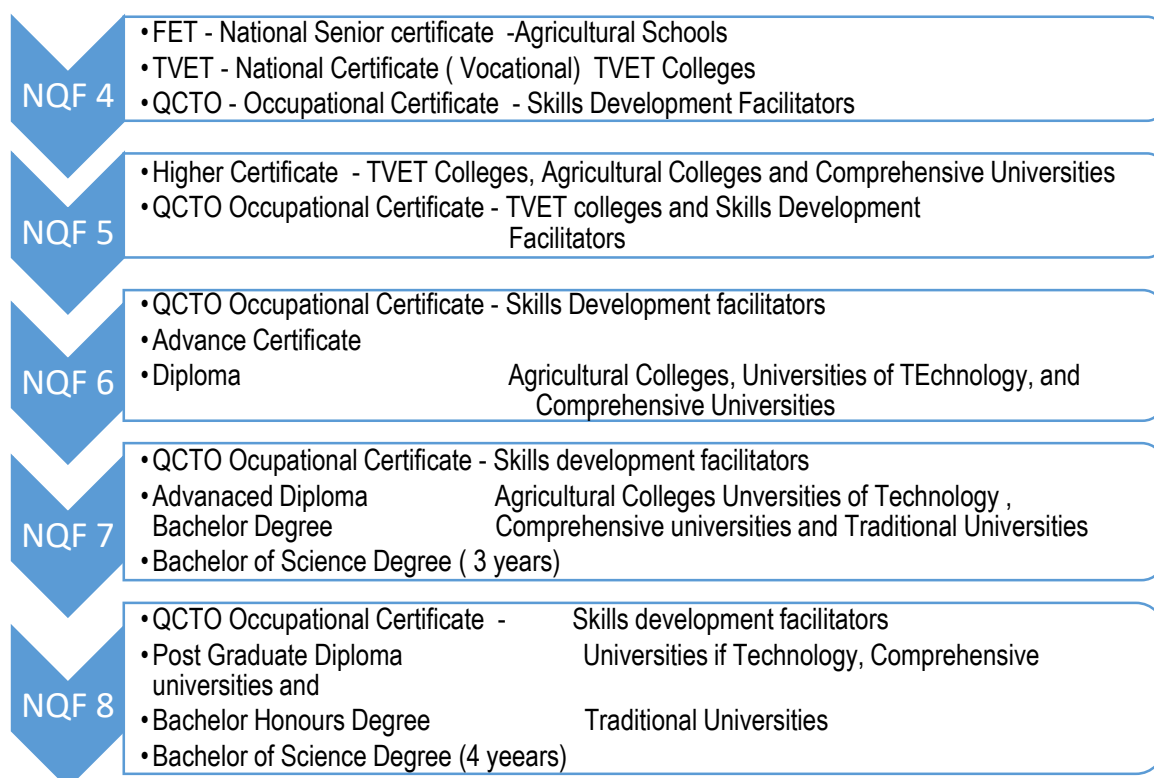 NQF 4
•FET - National Senior certificate -Agricultural Schools
•TVET - National Certificate ( Vocational) TVET Colleges
•QCTO - Occupational Certificate - Skills Development Facilitators
NQF 5
•Higher Certificate - TVET Colleges, Agricultural Colleges and Comprehensive Universities
•QCTO Occupational Certificate - TVET colleges and Skills Development
Facilitators
NQF 6
•QCTO Occupational Certificate - Skills Development facilitators
•Advance Certificate
•Diploma Agricultural Colleges, Universities of TEchnology, and
Comprehensive Universities
NQF 7
•QCTO Ocupational Certificate - Skills development facilitators
•Advanaced Diploma Agricultural Colleges Unversities of Technology ,
Bachelor Degree Comprehensive universities and Traditional Universities
•Bachelor of Science Degree ( 3 years)
NQF 8
•QCTO Occupational Certificate - Skills development facilitators
•Post Graduate Diploma Universities if Technology, Comprehensive
universities and
•Bachelor Honours Degree Traditional Universities
•Bachelor of Science Degree (4 yeears)